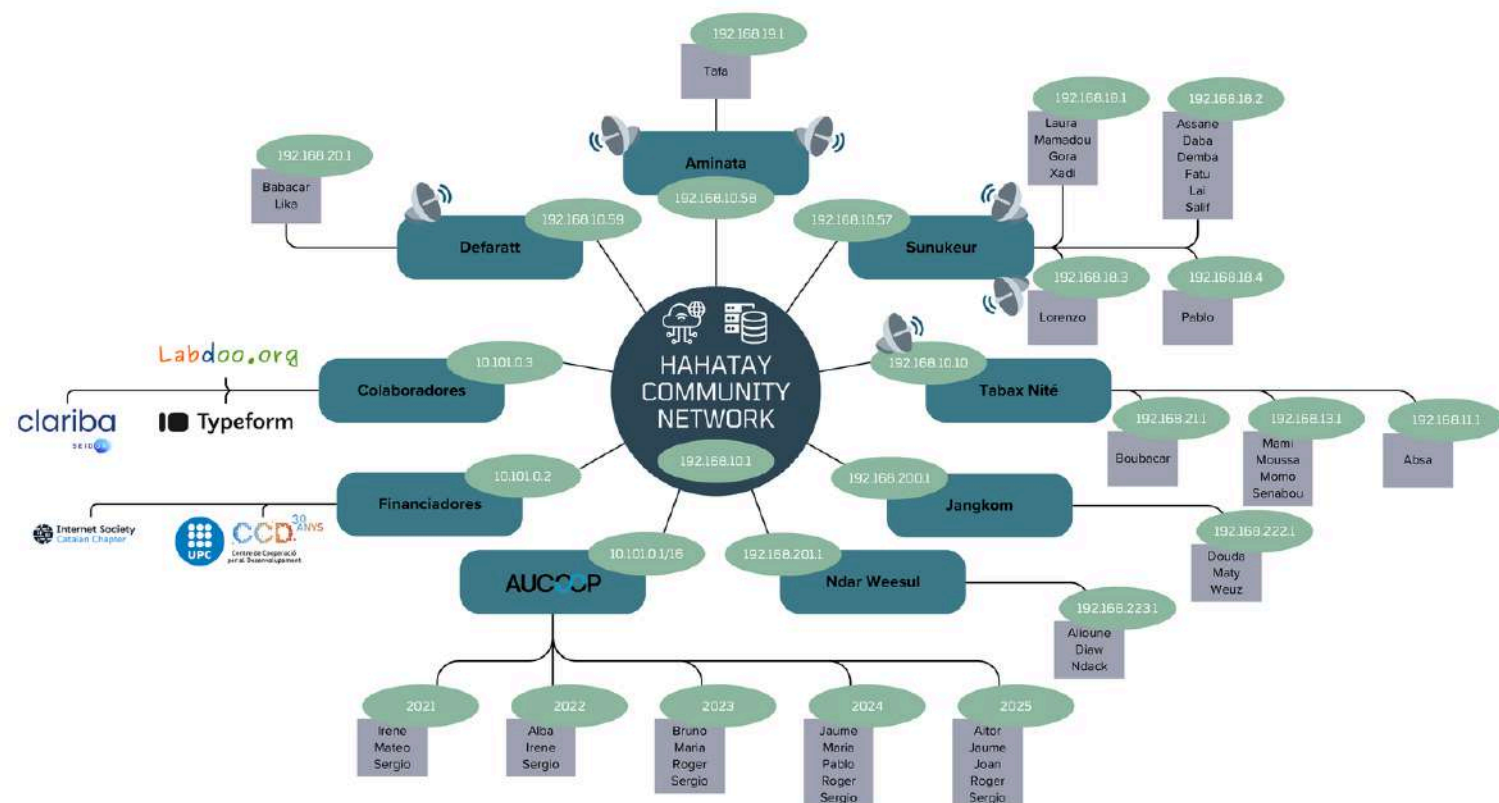 192.168.19.1
Tafa
Aminata
192.168.10.58
192.168.20.1
Babacar
Lika
Defaratt
192.168.10.59
192.168.10.57
Sunukeur
192.168.18.1
Laura
Mamadou
Gora
Xadi
192.168.18.2
Assane
Daba
Demba
Fatu
Lai
Salif
192.168.18.3
Lorenzo
192.168.18.4
Pablo
HAHATAY
COMMUNITY
NETWORK
192.168.10.1
192.168.10.10
Tabax Nité
192.168.21.1
Boubacar
192.168.13.1
Mami
Moussa
Momo
Senabou
192.168.11.1
Absa
192.168.200.1
Jangkom
192.168.222.1
Douda
Maty
Weuz
192.168.201.1
Ndar Weesul
192.168.223.1
Alioune
Diaw
Ndack
10.101.0.3
Colaboradores
Labdoo.org
clariba
SEIDOR
Typeform
10.101.0.2
Financiadores
Internet Society
Catalan Chapter
UPC
CCD
30
ANYS
Centre de Cooperació
per al Desenvolupament
10.101.0.1/16
AUCOOP
2021
Irene
Mateo
Sergio
2022
Alba
Irene
Sergio
2023
Bruno
Maria
Roger
Sergio
2024
Jaume
Maria
Pablo
Roger
Sergio
2025
Aitor
Jaume
Joan
Roger
Sergio